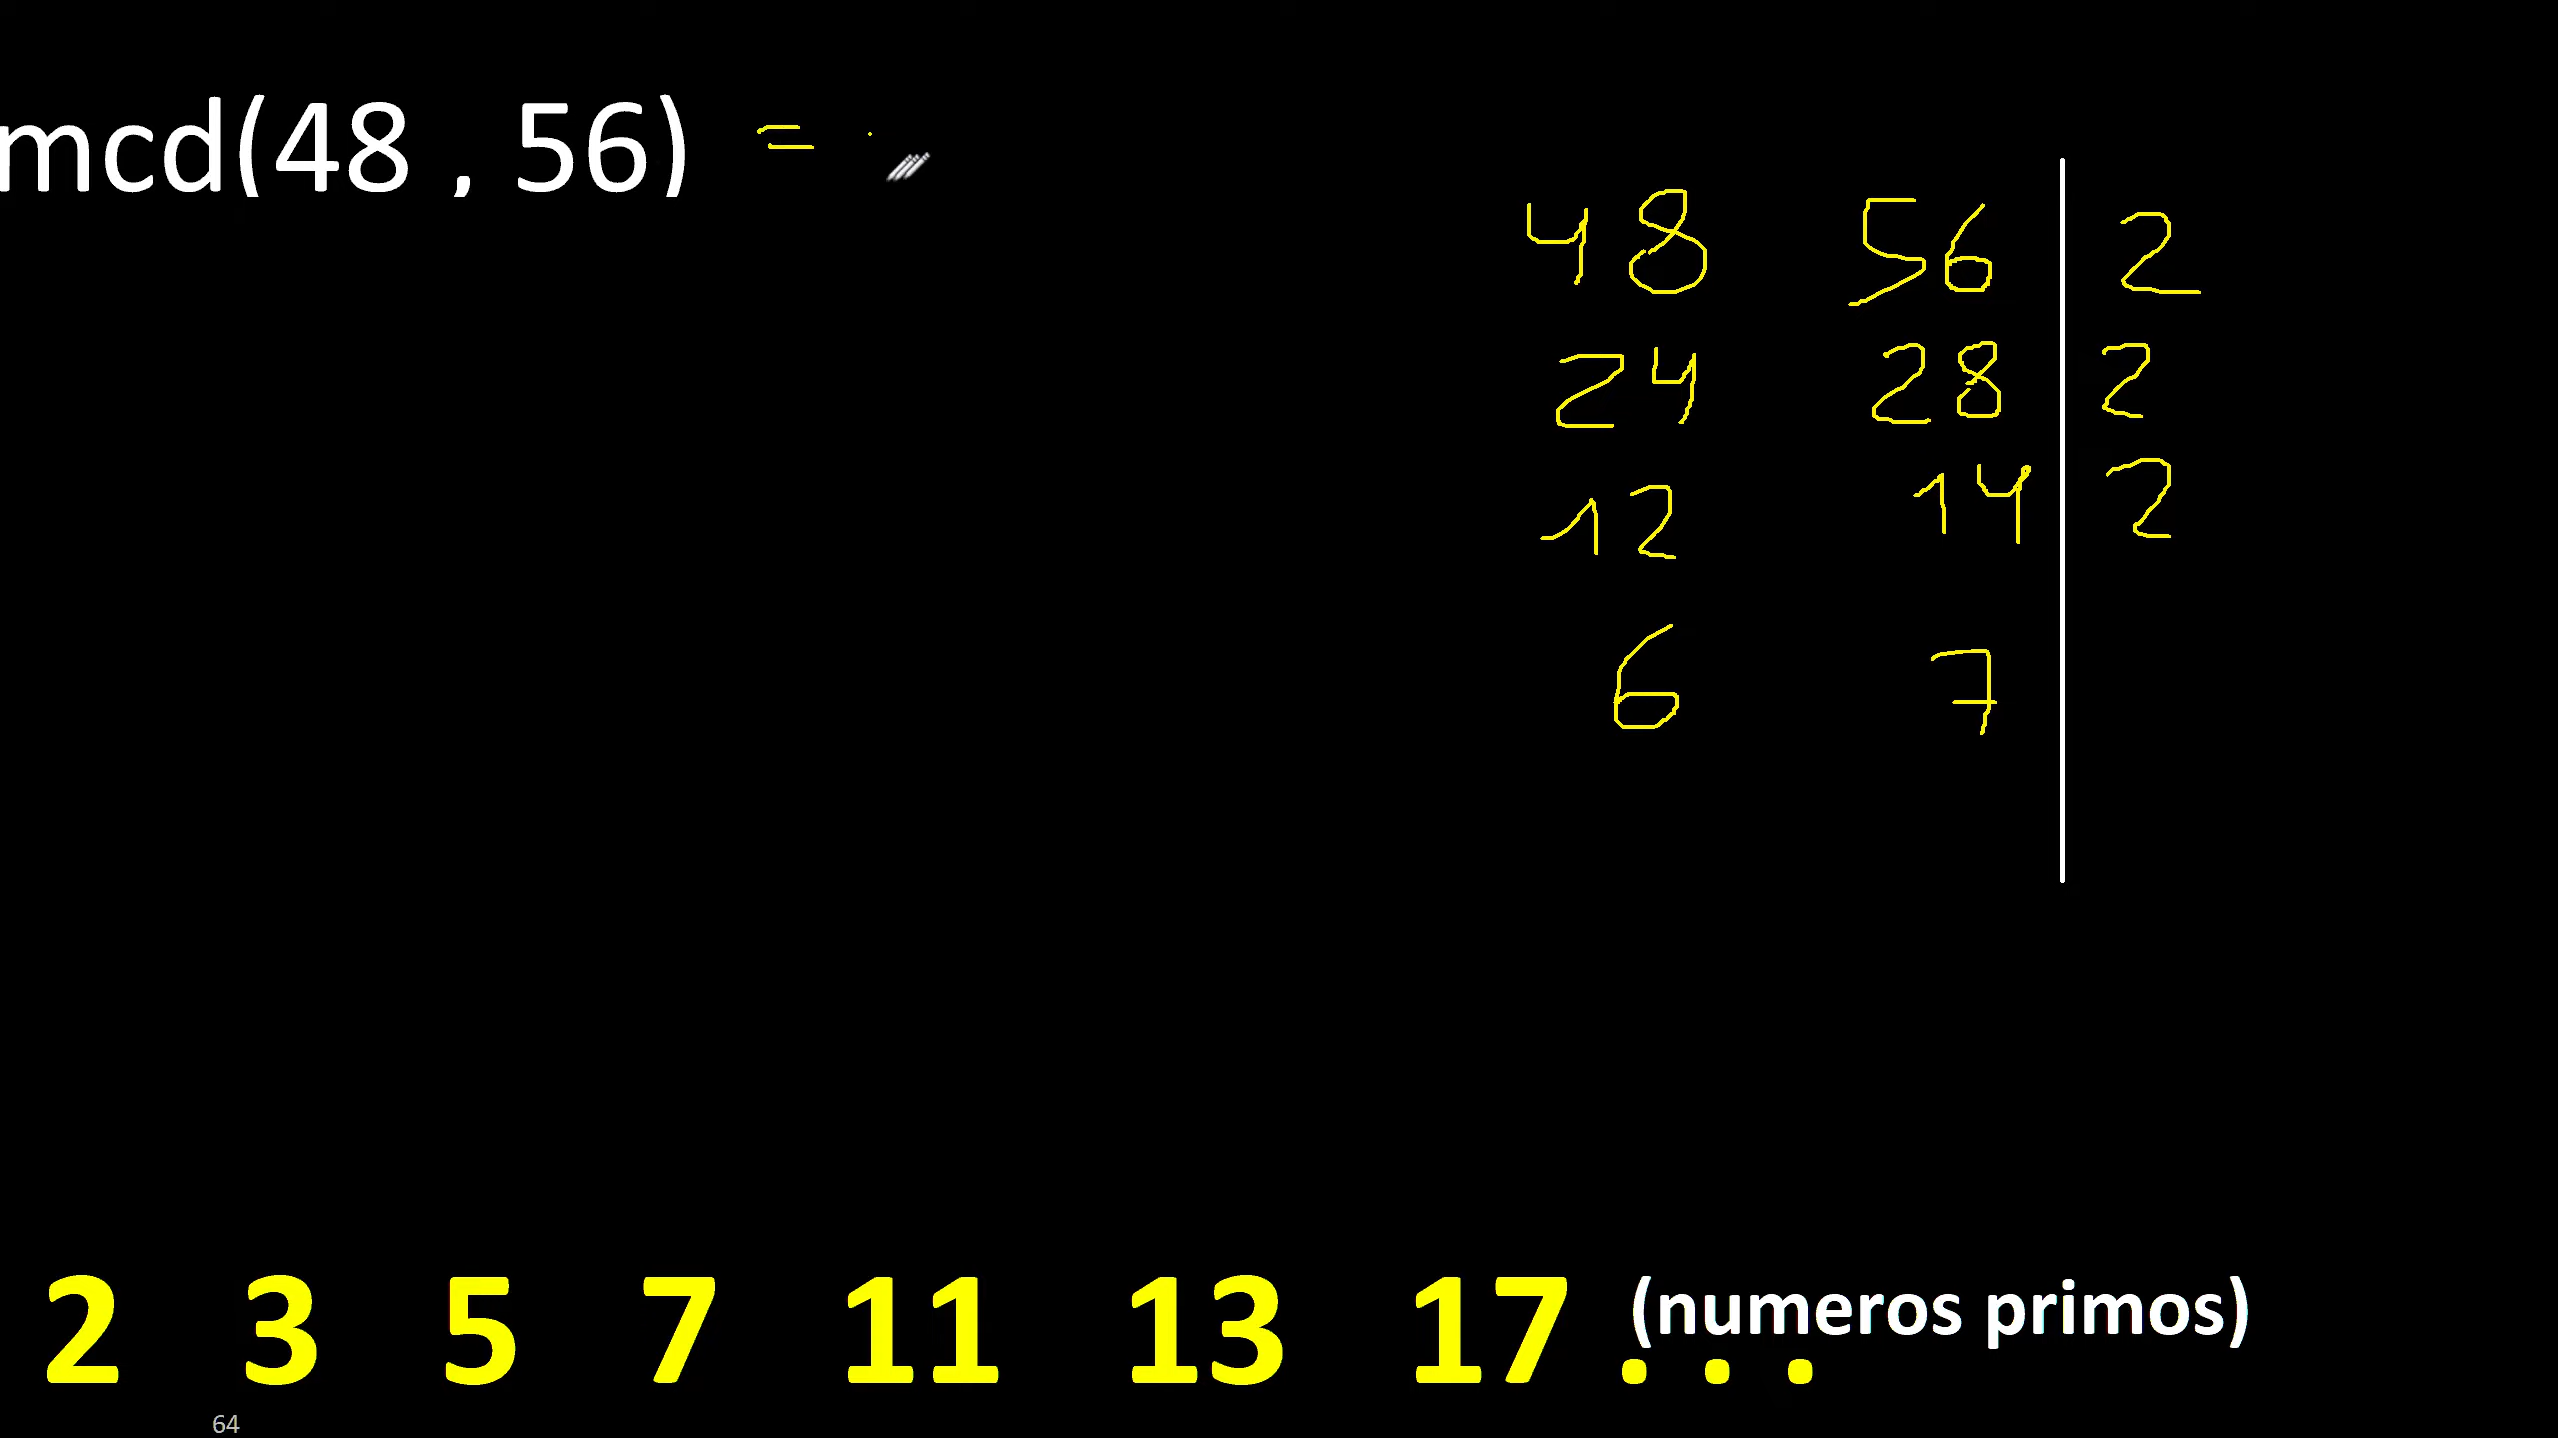 mcd(48 , 56) =
48 56 2
24 28 2
12 14 2
6 7
2 3 5 7 11 13 17 . . . (numeros primos)
64